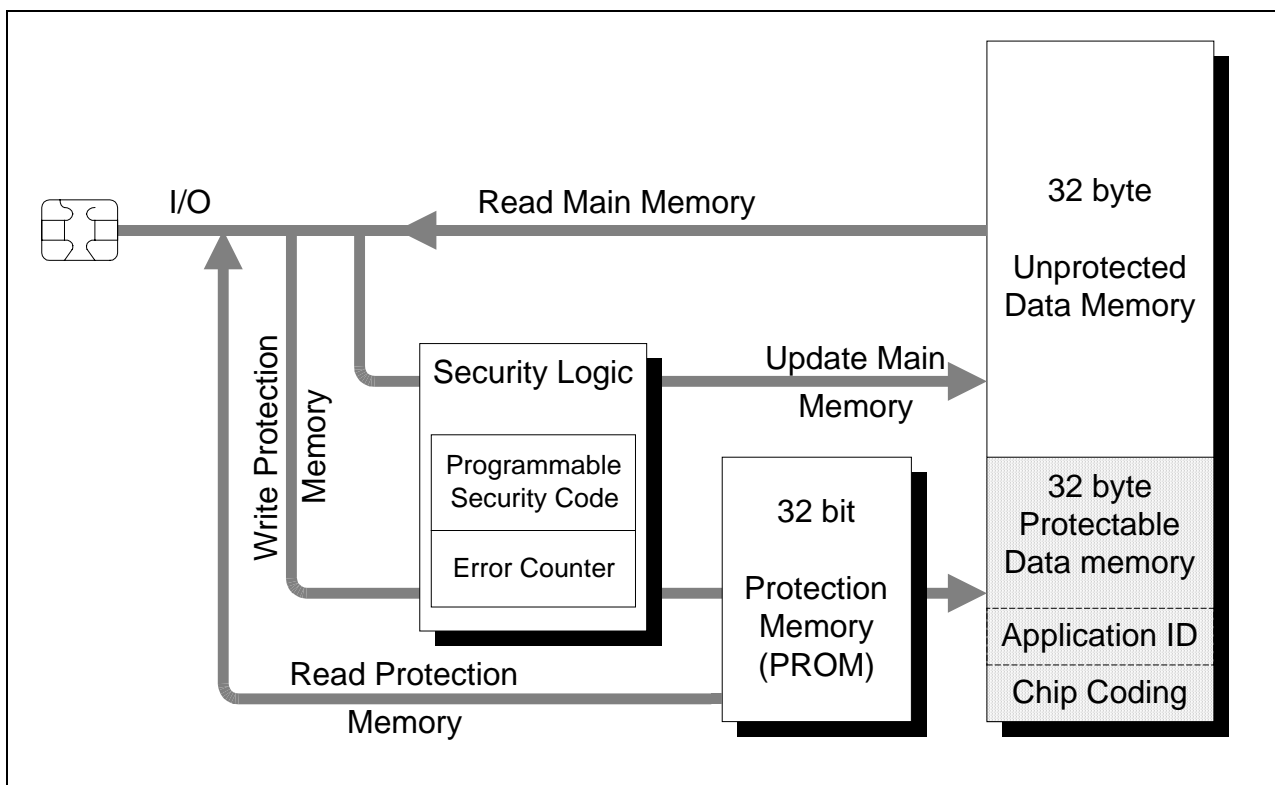 I/O
Read Main Memory
Write Protection
Memory
Security Logic
Programmable
Security Code
Error Counter
Update Main
Memory
32 bit
Protection
Memory
(PROM)
Read Protection
Memory
32 byte
Unprotected
Data Memory
32 byte
Protectable
Data memory
Application ID
Chip Coding